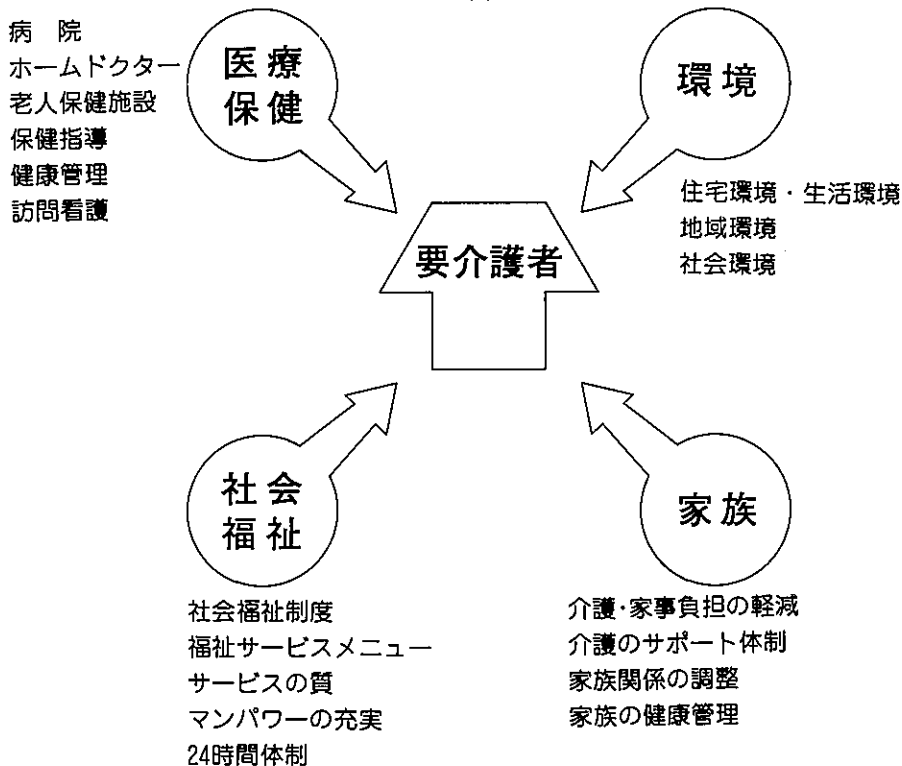 病　院
ホームドクター
老人保健施設
保健指導
健康管理
訪問看護
医療
保健
環境
住宅環境・生活環境
地域環境
社会環境
要介護者
社会
福祉
社会福祉制度
福祉サービスメニュー
サービスの質
マンパワーの充実
24時間体制
家族
介護・家事負担の軽減
介護のサポート体制
家族関係の調整
家族の健康管理